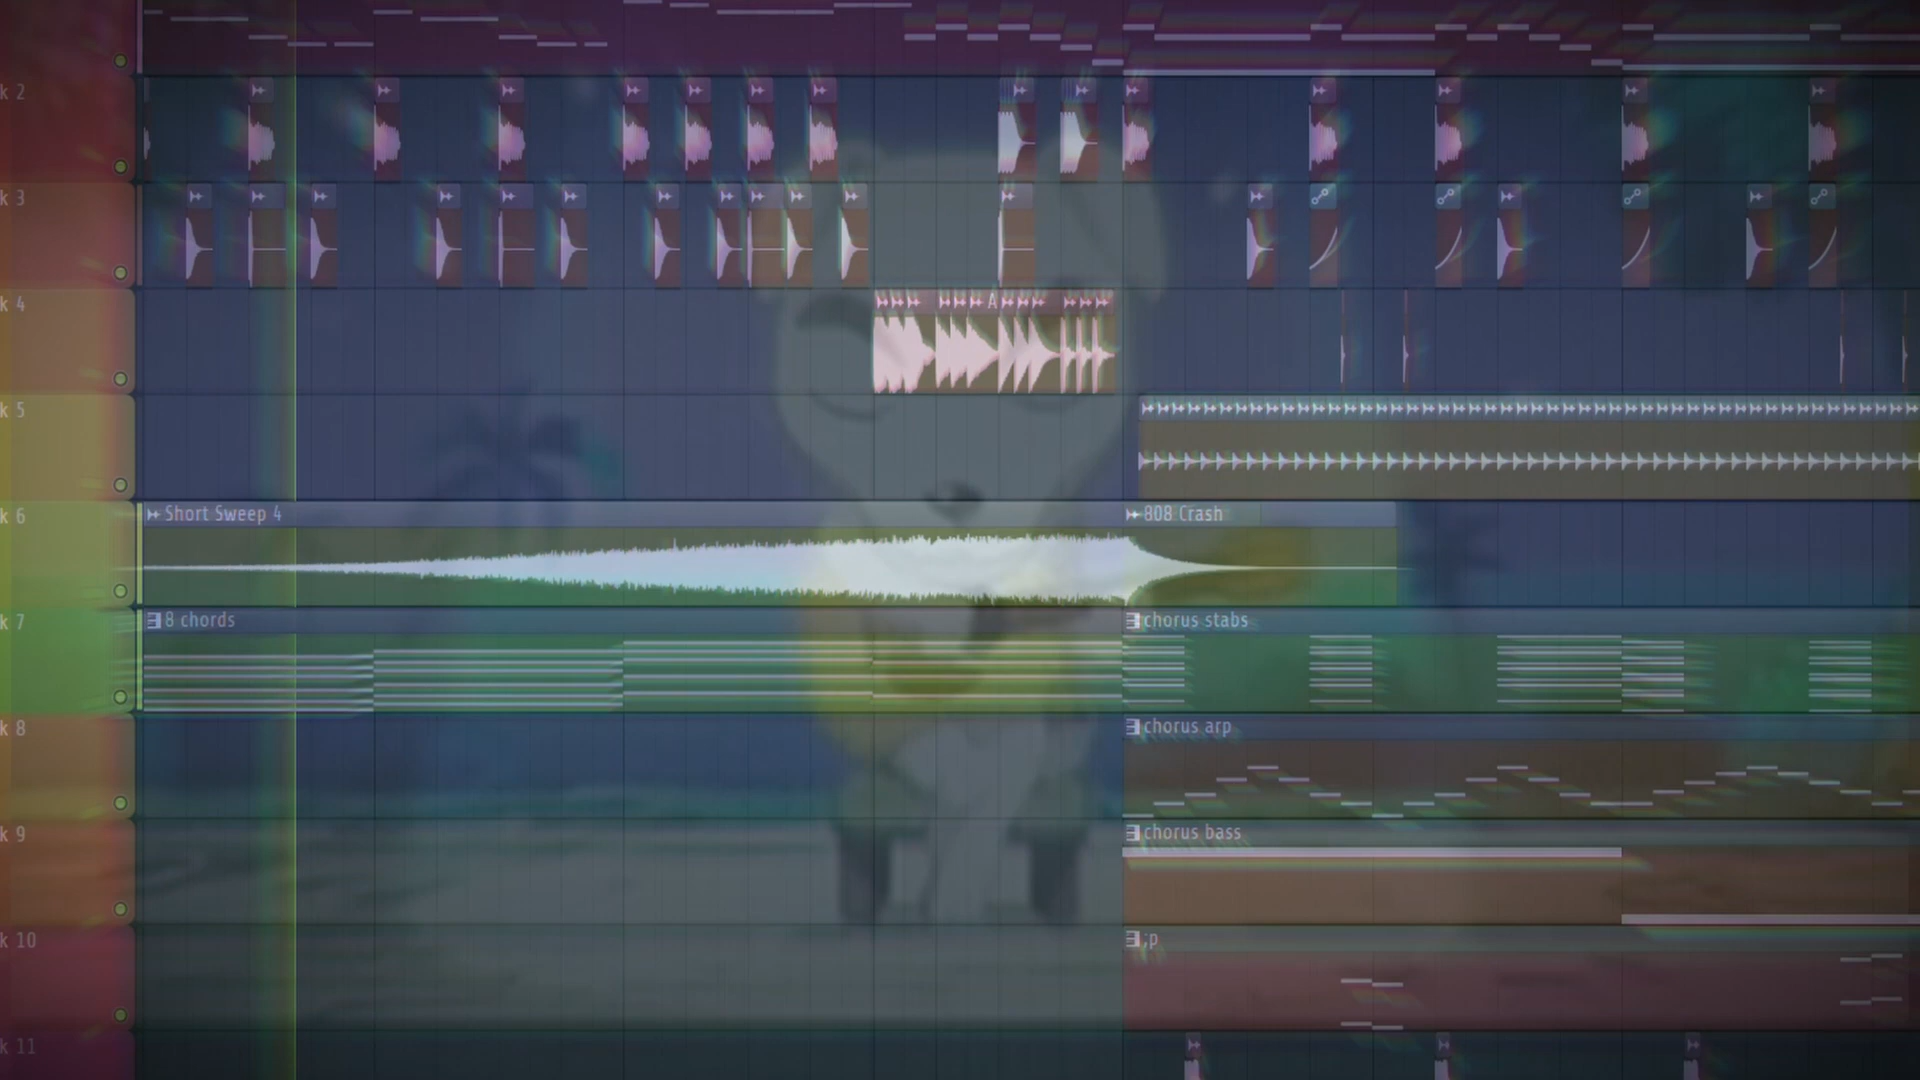 k 2
k 3
k 4
A
k 5
k 6
Short Sweep 4
808 Crash
k 7
8 chords
chorus stabs
k 8
chorus arp
k 9
chorus bass
k 10
;p
k 11